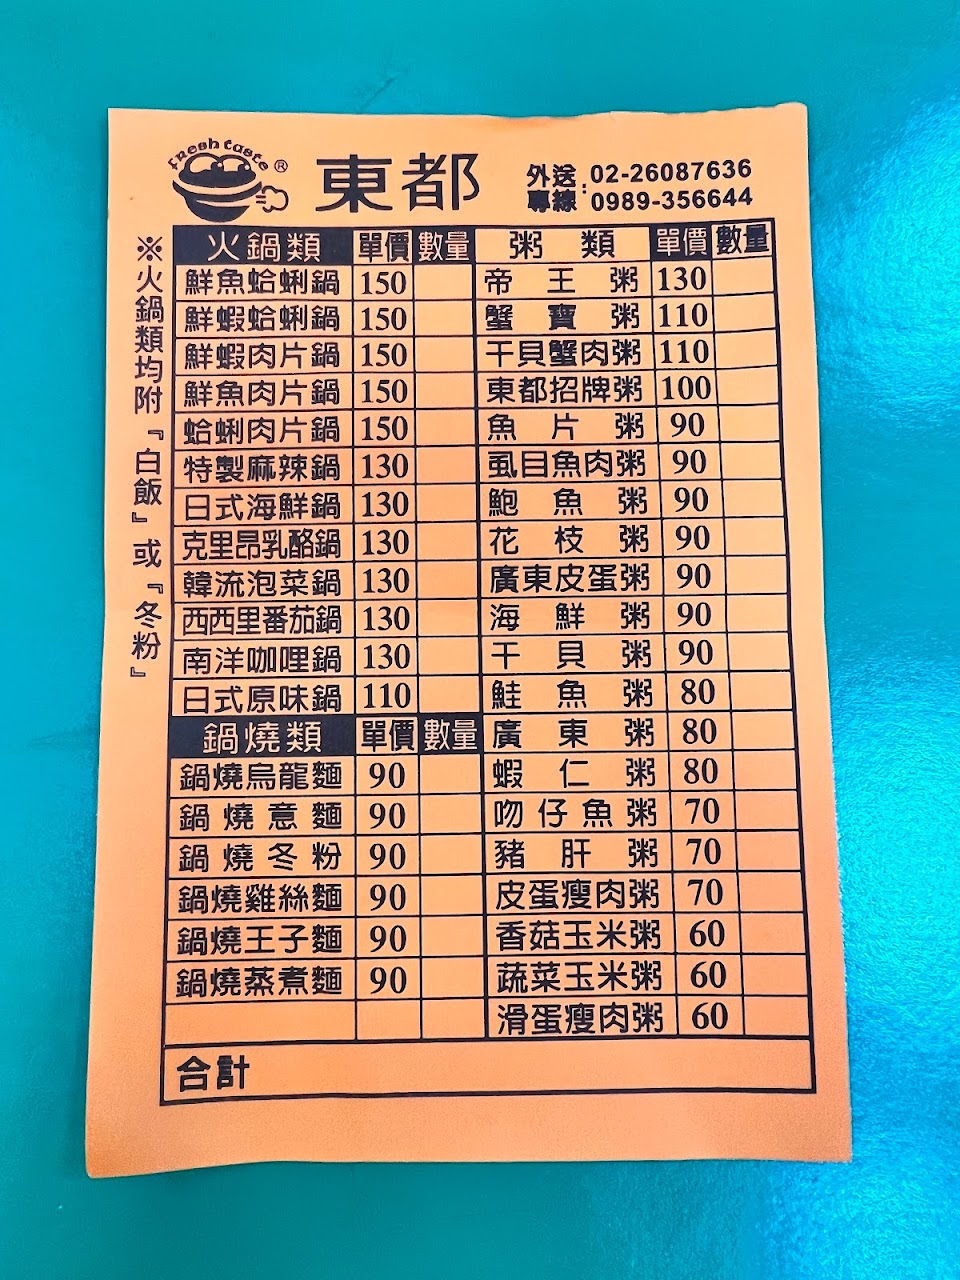 Fresh taste ®
東都
外送專線：02-26087636
0989-356644
※火鍋類均附『白飯』或『冬粉』
火鍋類 單價 數量
鮮魚蛤蜊鍋 150
鮮蝦蛤蜊鍋 150
鮮蝦肉片鍋 150
鮮魚肉片鍋 150
蛤蜊肉片鍋 150
特製麻辣鍋 130
日式海鮮鍋 130
克里昂乳酪鍋 130
韓流泡菜鍋 130
西西里番茄鍋 130
南洋咖哩鍋 130
日式原味鍋 110
鍋燒類 單價 數量
鍋燒烏龍麵 90
鍋燒意麵 90
鍋燒冬粉 90
鍋燒雞絲麵 90
鍋燒王子麵 90
鍋燒蒸煮麵 90
粥類 單價 數量
帝王粥 130
蟹寶粥 110
干貝蟹肉粥 110
東都招牌粥 100
魚片粥 90
虱目魚肉粥 90
鮑魚粥 90
花枝粥 90
廣東皮蛋粥 90
海鮮粥 90
干貝粥 90
鮭魚粥 80
廣東粥 80
蝦仁粥 80
吻仔魚粥 70
豬肝粥 70
皮蛋瘦肉粥 70
香菇玉米粥 60
蔬菜玉米粥 60
滑蛋瘦肉粥 60
合計